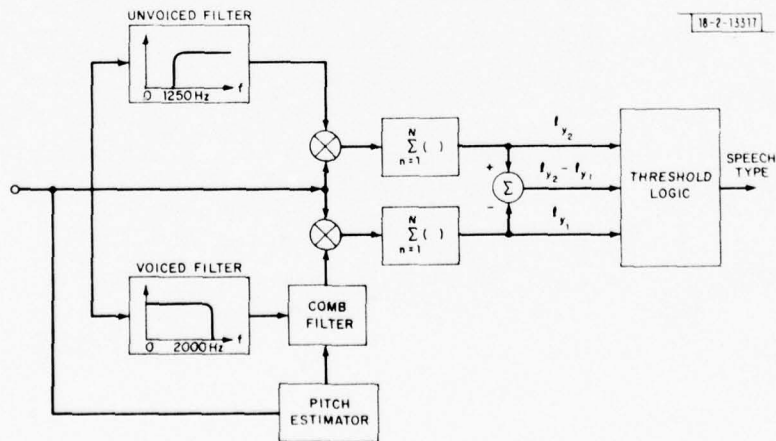 UNVOICED FILTER
18-2-13317
0 1250 Hz f
N
Σ ( )
n=1
ℓy2
+
Σ
ℓy2 - ℓy1
-
THRESHOLD
LOGIC
SPEECH
TYPE
N
Σ ( )
n=1
ℓy1
VOICED FILTER
0 2000 Hz f
COMB
FILTER
PITCH
ESTIMATOR